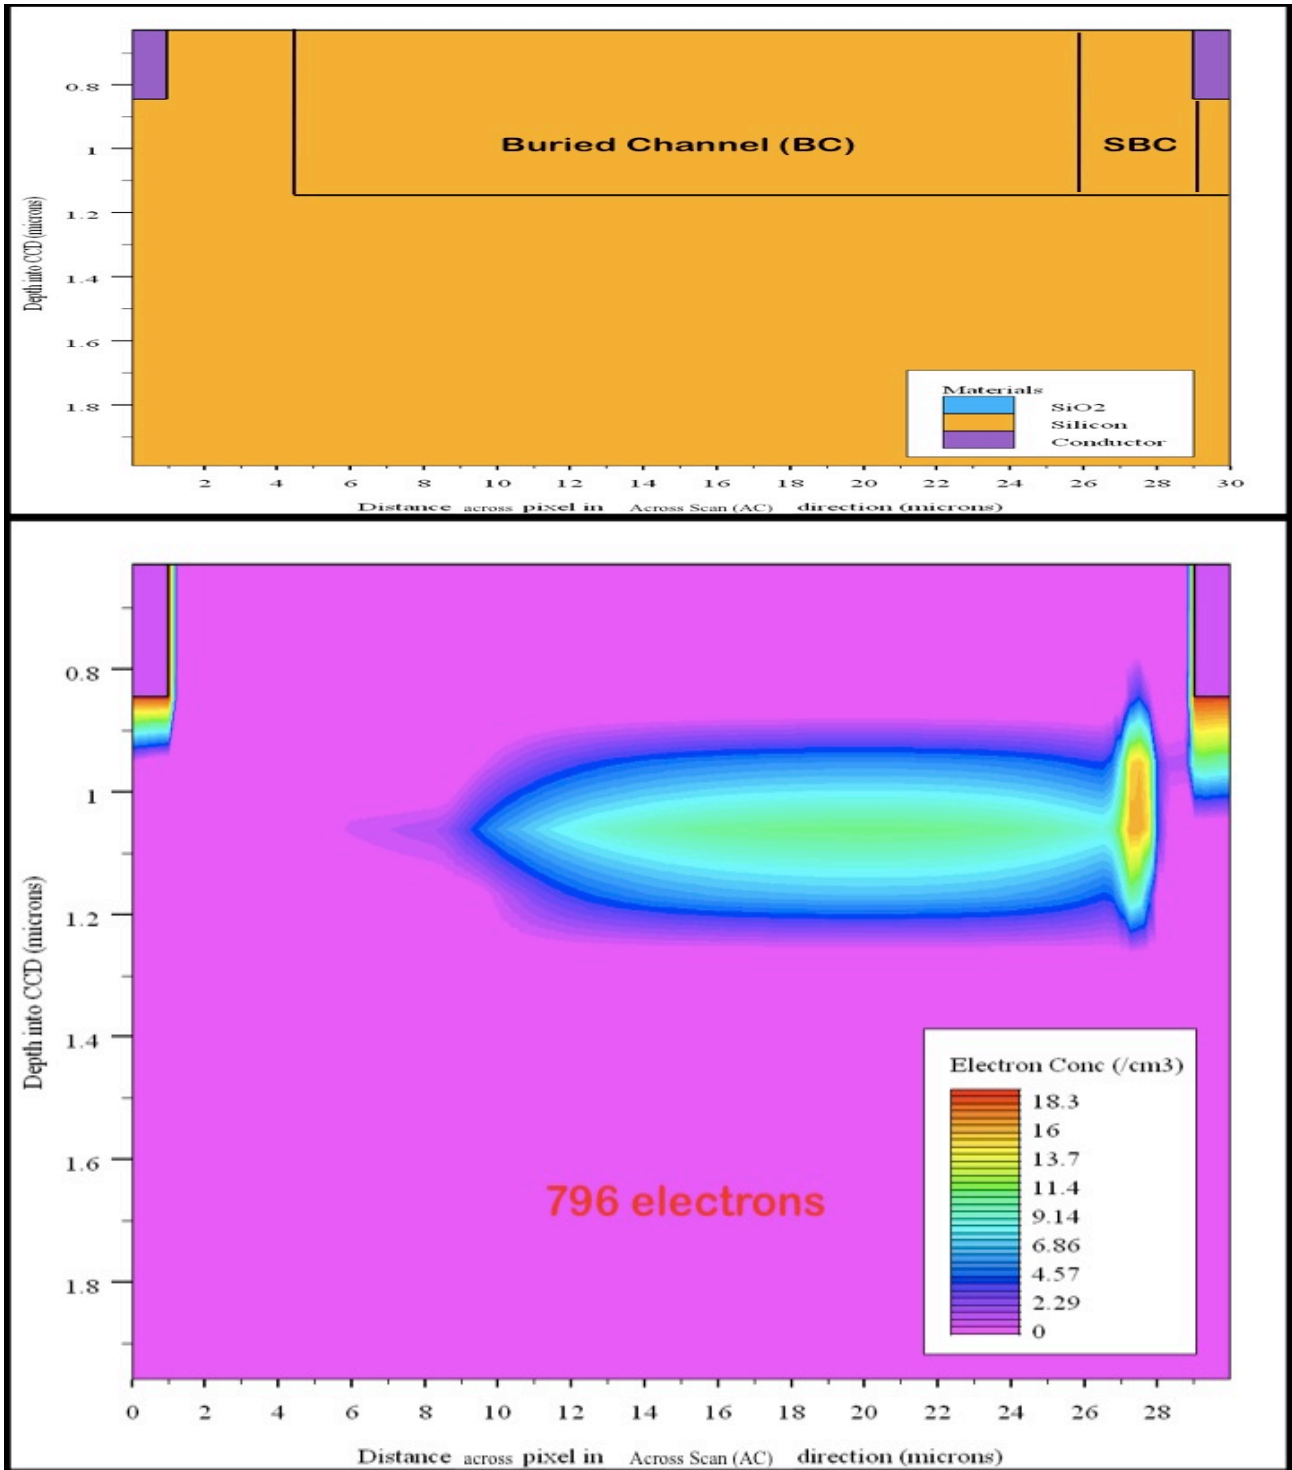 0.8
1
1.2
1.4
1.6
1.8
Depth into CCD (microns)
Buried Channel (BC)
SBC
Materials
SiO2
Silicon
Conductor
2 4 6 8 10 12 14 16 18 20 22 24 26 28 30
Distance across pixel in Across Scan (AC) direction (microns)
0.8
1
1.2
1.4
1.6
1.8
Depth into CCD (microns)
796 electrons
Electron Conc (/cm3)
18.3
16
13.7
11.4
9.14
6.86
4.57
2.29
0
0 2 4 6 8 10 12 14 16 18 20 22 24 26 28
Distance across pixel in Across Scan (AC) direction (microns)